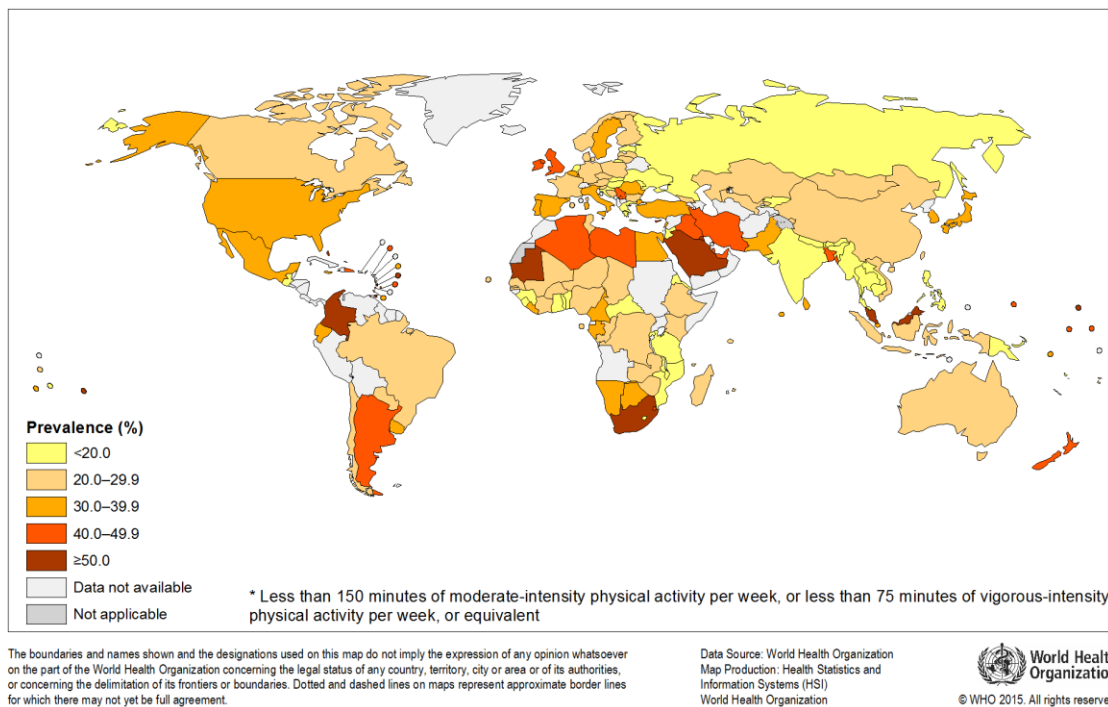 Prevalence (%)
<20.0
20.0–29.9
30.0–39.9
40.0–49.9
≥50.0
Data not available
Not applicable
* Less than 150 minutes of moderate-intensity physical activity per week, or less than 75 minutes of vigorous-intensity
physical activity per week, or equivalent
The boundaries and names shown and the designations used on this map do not imply the expression of any opinion whatsoever
on the part of the World Health Organization concerning the legal status of any country, territory, city or area or of its authorities,
or concerning the delimitation of its frontiers or boundaries. Dotted and dashed lines on maps represent approximate border lines
for which there may not yet be full agreement.
Data Source: World Health Organization
Map Production: Health Statistics and
Information Systems (HSI)
World Health Organization
World Health
Organization
© WHO 2015. All rights reserve